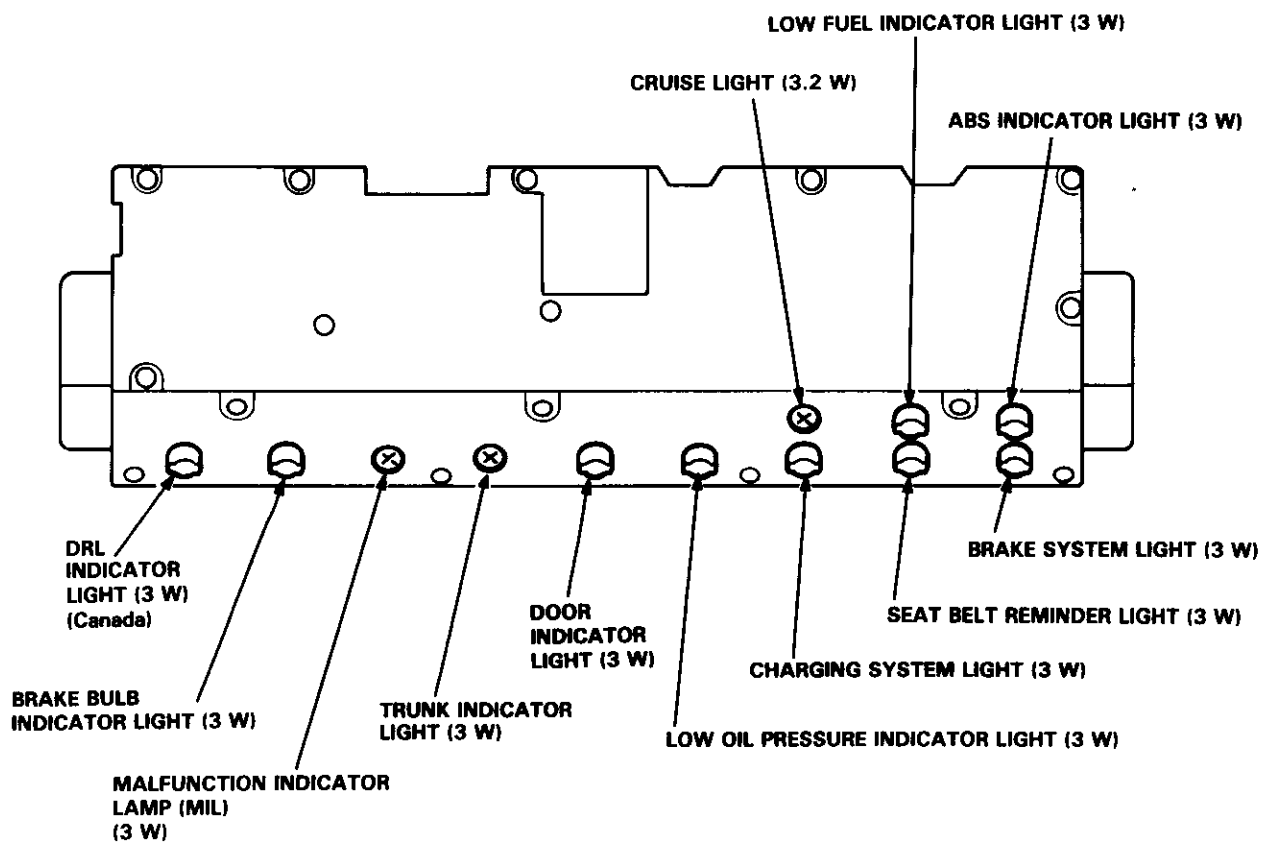 LOW FUEL INDICATOR LIGHT (3 W)
CRUISE LIGHT (3.2 W)
ABS INDICATOR LIGHT (3 W)
DRL
INDICATOR
LIGHT (3 W)
(Canada)
BRAKE BULB
INDICATOR LIGHT (3 W)
MALFUNCTION INDICATOR
LAMP (MIL)
(3 W)
TRUNK INDICATOR
LIGHT (3 W)
DOOR
INDICATOR
LIGHT (3 W)
LOW OIL PRESSURE INDICATOR LIGHT (3 W)
CHARGING SYSTEM LIGHT (3 W)
SEAT BELT REMINDER LIGHT (3 W)
BRAKE SYSTEM LIGHT (3 W)